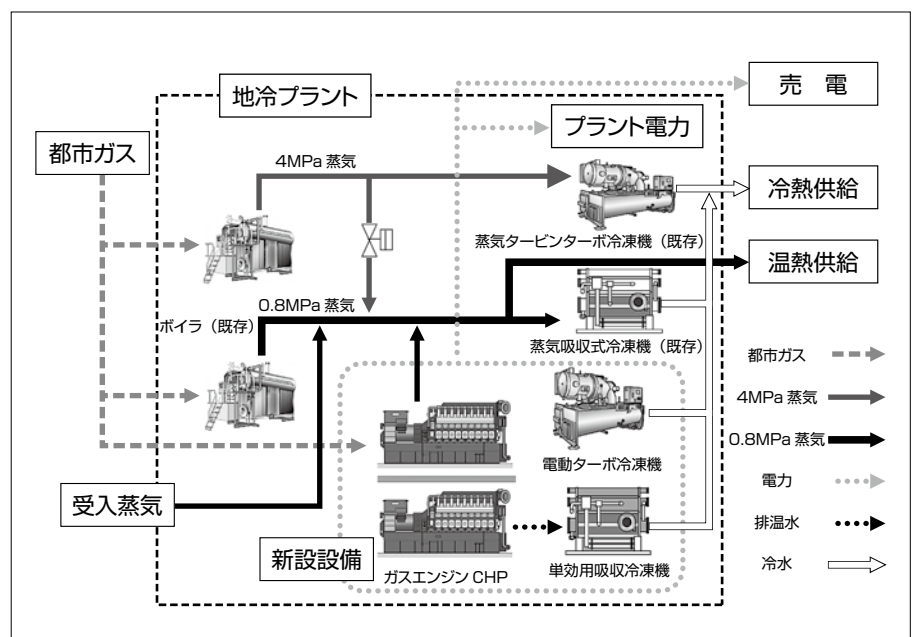 売　電
地冷プラント
プラント電力
都市ガス
4MPa 蒸気
冷熱供給
蒸気タービンターボ冷凍機（既存）
温熱供給
0.8MPa 蒸気
ボイラ（既存）
蒸気吸収式冷凍機（既存）
都市ガス
4MPa 蒸気
0.8MPa 蒸気
電動ターボ冷凍機
電力
受入蒸気
排温水
新設設備
ガスエンジン CHP
単効用吸収冷凍機
冷水